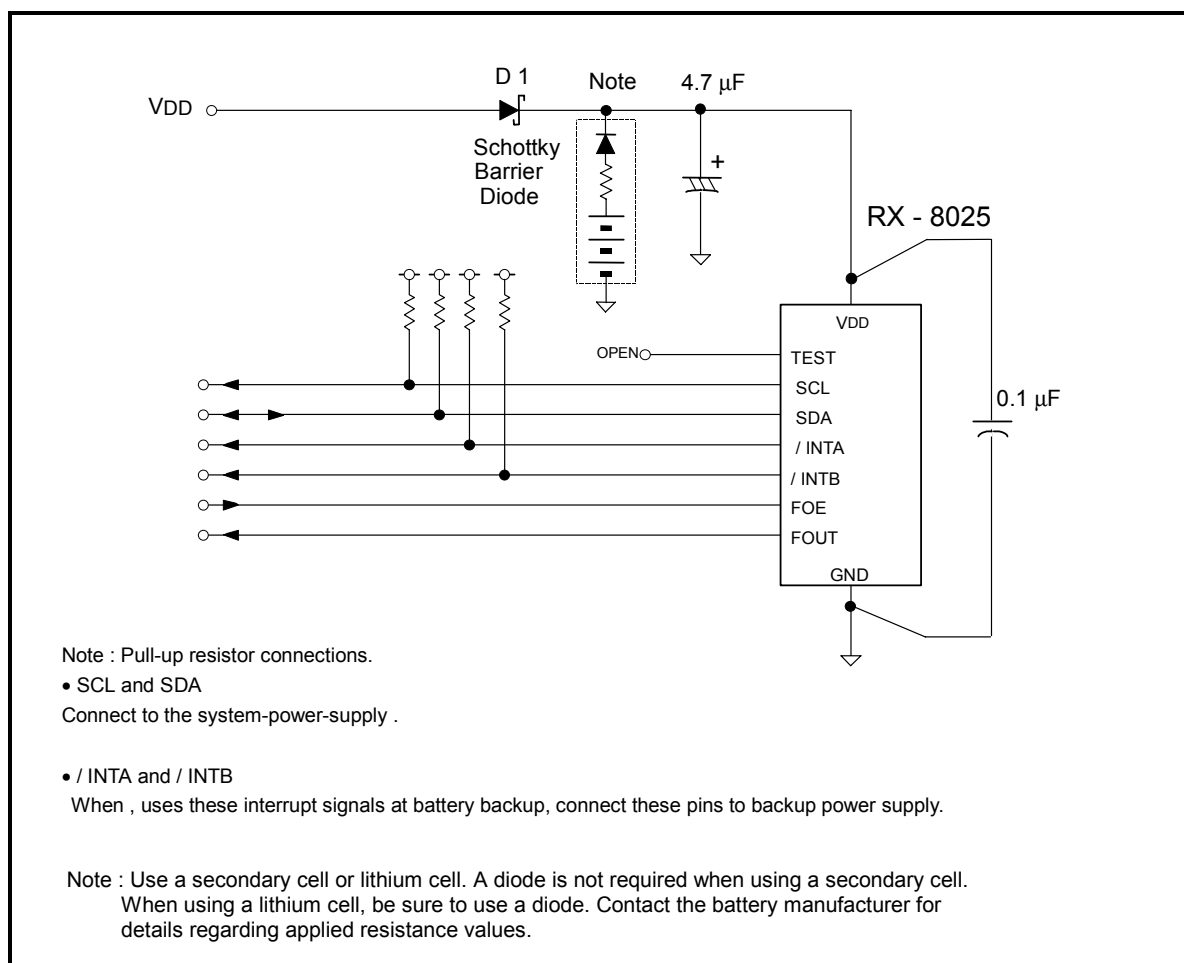 D 1
Note
4.7 μF
VDD
Schottky
Barrier
Diode
+
RX - 8025
VDD
OPEN
TEST
SCL
SDA
/ INTA
/ INTB
FOE
FOUT
GND
0.1 μF
Note : Pull-up resistor connections.
• SCL and SDA
Connect to the system-power-supply .
• / INTA and / INTB
When , uses these interrupt signals at battery backup, connect these pins to backup power supply.
Note : Use a secondary cell or lithium cell. A diode is not required when using a secondary cell.
When using a lithium cell, be sure to use a diode. Contact the battery manufacturer for
details regarding applied resistance values.